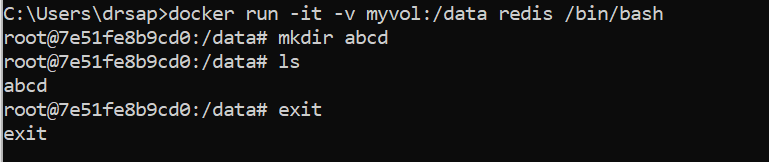 C:\Users\drsap>docker run -it -v myvol:/data redis /bin/bash
root@7e51fe8b9cd0:/data# mkdir abcd
root@7e51fe8b9cd0:/data# ls
abcd
root@7e51fe8b9cd0:/data# exit
exit